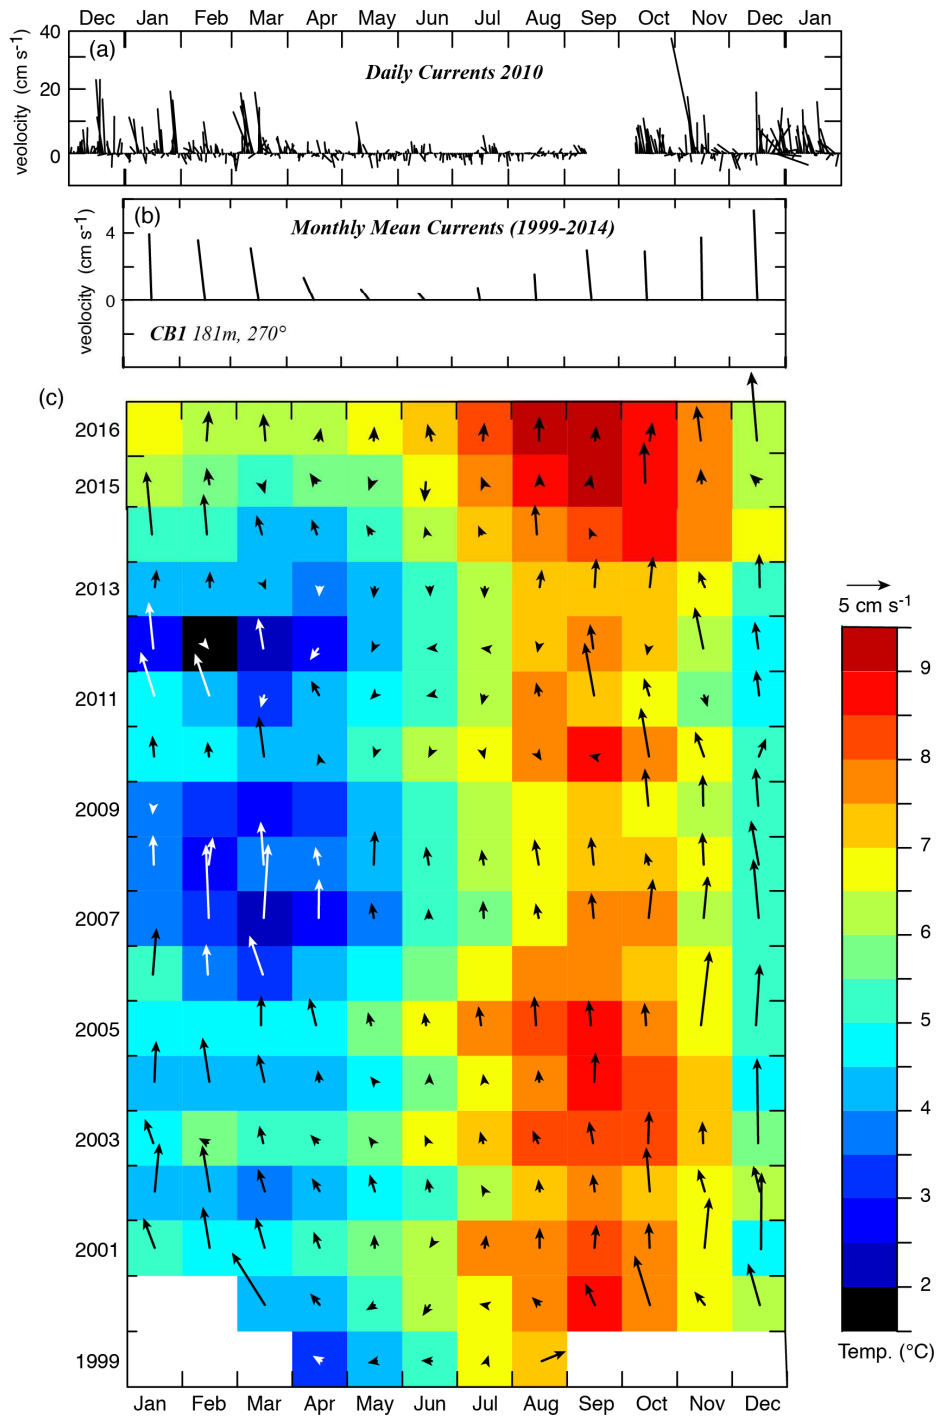 Dec Jan Feb Mar Apr May Jun Jul Aug Sep Oct Nov Dec Jan
(a)
Daily Currents 2010
40
20
0
veolocity (cm s-1)
(b)
Monthly Mean Currents (1999-2014)
4
0
veolocity (cm s-1)
CB1 181m, 270°
(c)
2016
2015
2013
2011
2009
2007
2005
2003
2001
1999
Jan Feb Mar Apr May Jun Jul Aug Sep Oct Nov Dec
5 cm s-1
9
8
7
6
5
4
3
2
Temp. (°C)